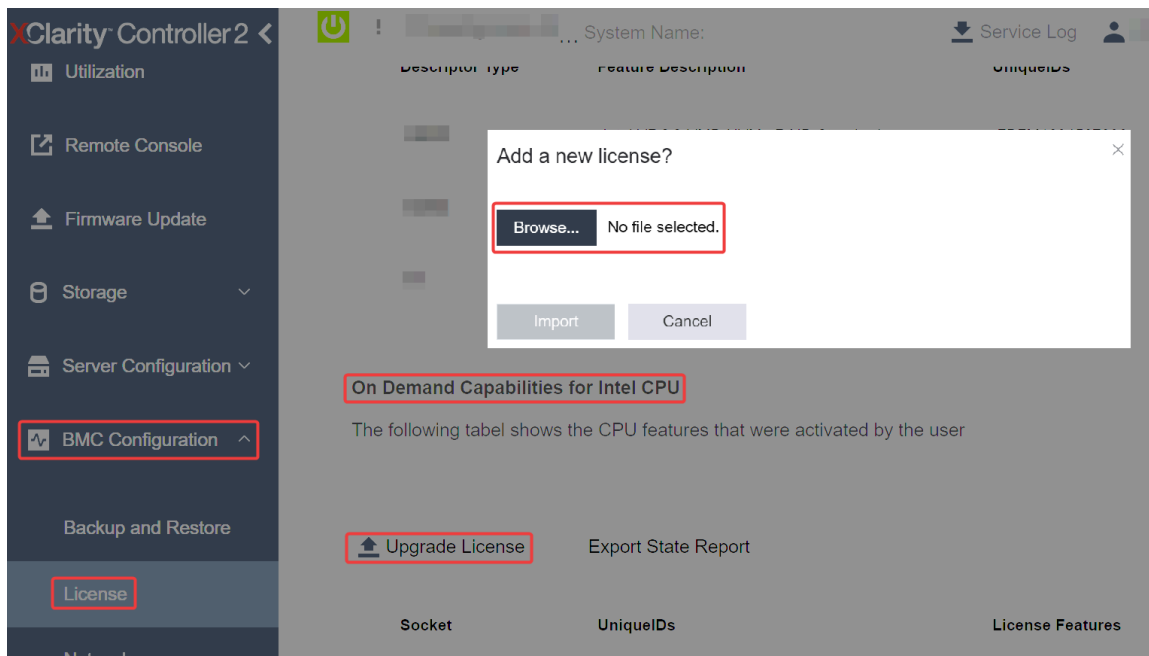 XClarity Controller 2
System Name:
Service Log
Utilization
Descriptor Type Feature Description UniqueIDs
Remote Console
Add a new license?
Firmware Update
Browse... No file selected.
Storage
Import Cancel
Server Configuration
On Demand Capabilities for Intel CPU
BMC Configuration
The following tabel shows the CPU features that were activated by the user
Backup and Restore
Upgrade License Export State Report
License
Socket UniqueIDs License Features